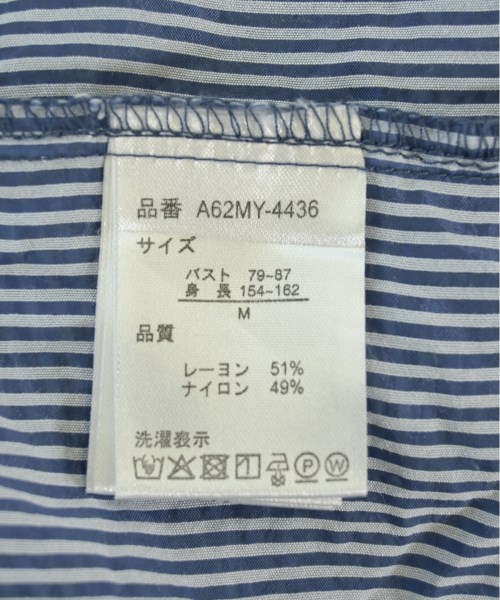 品番 A62MY-4436
サイズ
バスト 79~87
身 長 154~162
M
品質
レーヨン 51%
ナイロン 49%
洗濯表示
P W